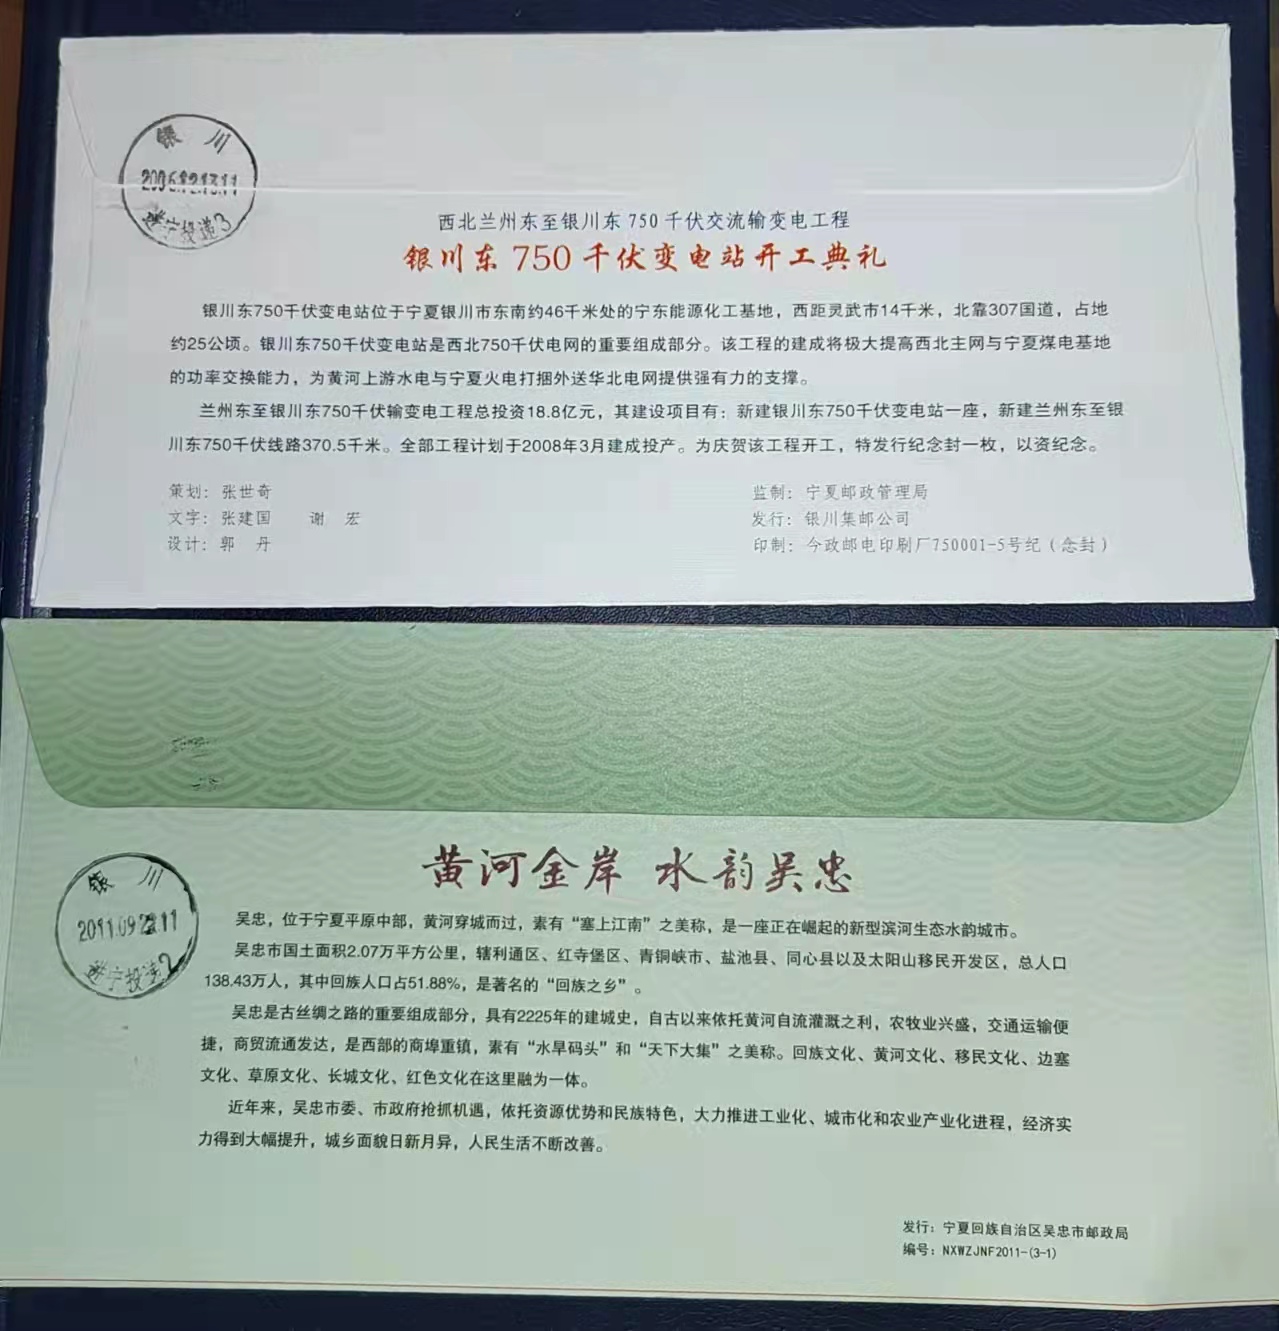 银川
2006.12.13.11
投递3
西北兰州东至银川东 750 千伏交流输变电工程
银川东 750 千伏变电站开工典礼
银川东750千伏变电站位于宁夏银川市东南约46千米处的宁东能源化工基地，西距灵武市14千米，北靠307国道，占地
约25公顷。银川东750千伏变电站是西北750千伏电网的重要组成部分。该工程的建成将极大提高西北主网与宁夏煤电基地
的功率交换能力，为黄河上游水电与宁夏火电打捆外送华北电网提供强有力的支撑。
兰州东至银川东750千伏输变电工程总投资18.8亿元，其建设项目有：新建银川东750千伏变电站一座，新建兰州东至银
川东750千伏线路370.5千米。全部工程计划于2008年3月建成投产。为庆贺该工程开工，特发行纪念封一枚，以资纪念。
策划：张世奇
文字：张建国 谢 宏
设计：郭 丹
监制：宁夏邮政管理局
发行：银川集邮公司
印制：今政邮电印刷厂750001-5号纪（念封）
黄河金岸 水韵吴忠
银川
2011.09
投递2
吴忠，位于宁夏平原中部，黄河穿城而过，素有“塞上江南”之美称，是一座正在崛起的新型滨河生态水韵城市。
吴忠市国土面积2.07万平方公里，辖利通区、红寺堡区、青铜峡市、盐池县、同心县以及太阳山移民开发区，总人口
138.43万人，其中回族人口占51.88%，是著名的“回族之乡”。
吴忠是古丝绸之路的重要组成部分，具有2225年的建城史，自古以来依托黄河自流灌溉之利，农牧业兴盛，交通运输便
捷，商贸流通发达，是西部的商埠重镇，素有“水旱码头”和“天下大集”之美称。回族文化、黄河文化、移民文化、边塞
文化、草原文化、长城文化、红色文化在这里融为一体。
近年来，吴忠市委、市政府抢抓机遇，依托资源优势和民族特色，大力推进工业化、城市化和农业产业化进程，经济实
力得到大幅提升，城乡面貌日新月异，人民生活不断改善。
发行：宁夏回族自治区吴忠市邮政局
编号：NXWZJNF2011-(3-1)